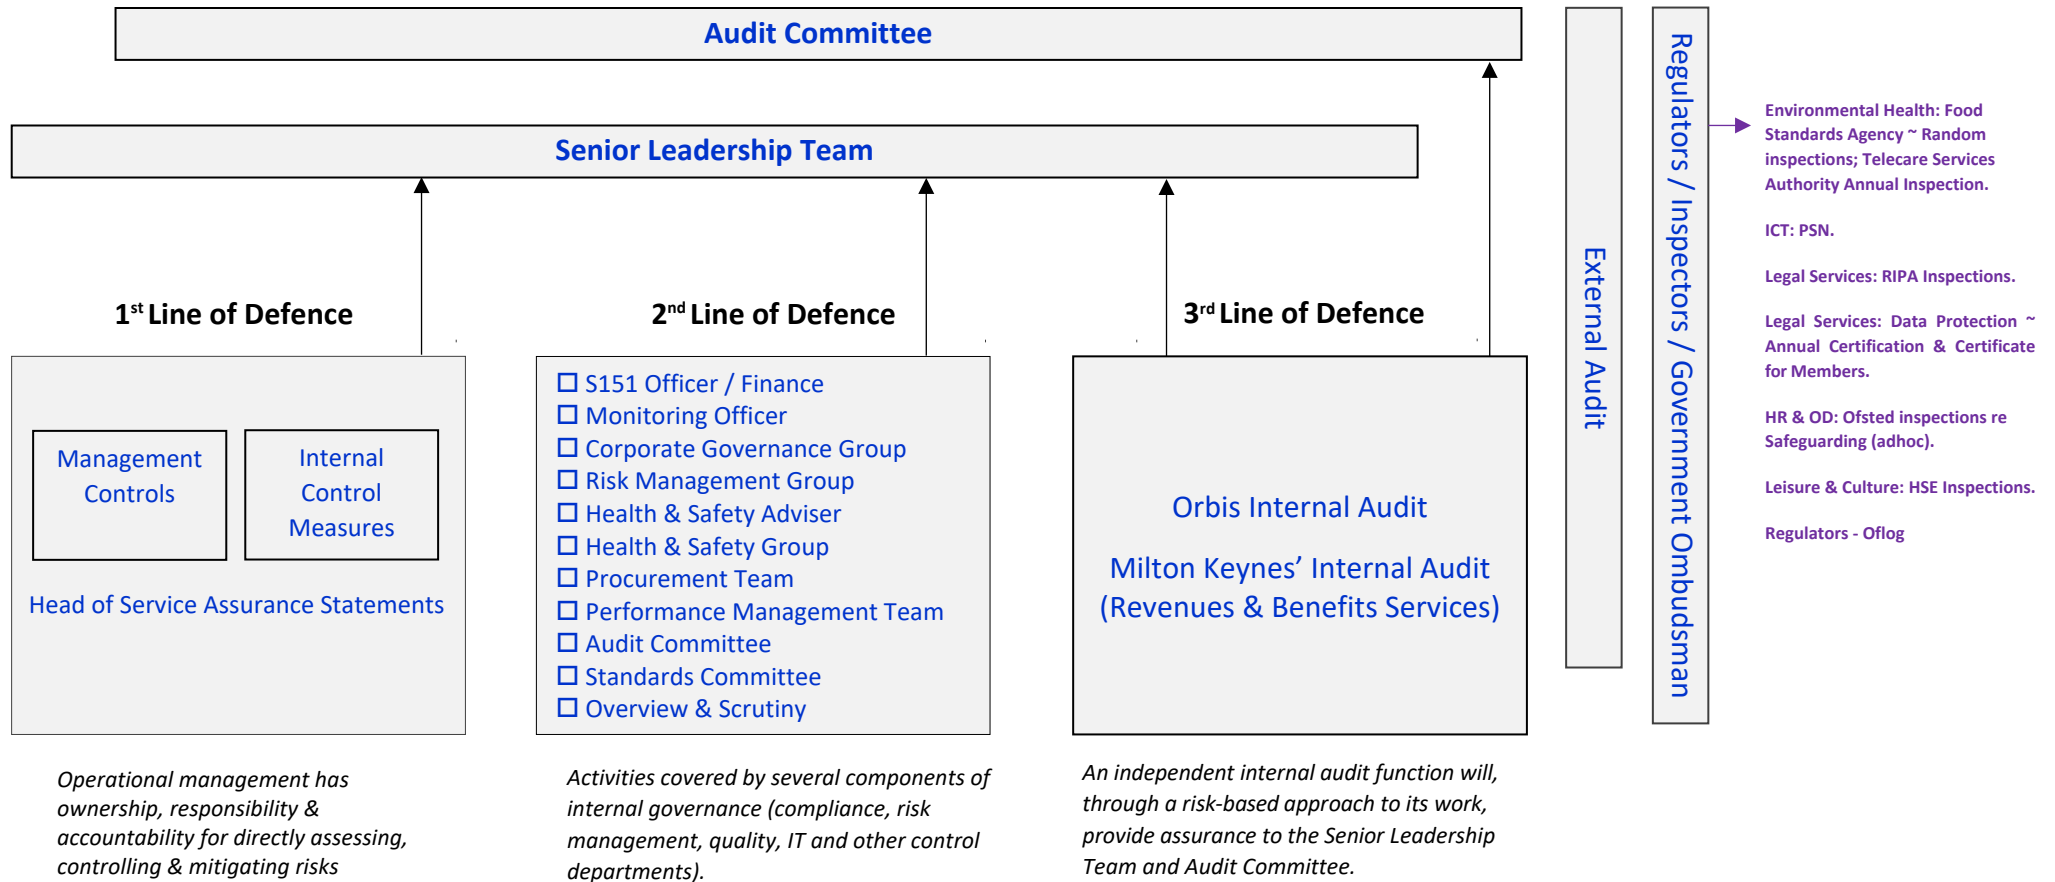 Audit Committee
Senior Leadership Team
1st Line of Defence
Management
Controls
Internal
Control
Measures
Head of Service Assurance Statements
Operational management has
ownership, responsibility &
accountability for directly assessing,
controlling & mitigating risks
2nd Line of Defence
☐ S151 Officer / Finance
☐ Monitoring Officer
☐ Corporate Governance Group
☐ Risk Management Group
☐ Health & Safety Adviser
☐ Health & Safety Group
☐ Procurement Team
☐ Performance Management Team
☐ Audit Committee
☐ Standards Committee
☐ Overview & Scrutiny
Activities covered by several components of
internal governance (compliance, risk
management, quality, IT and other control
departments).
3rd Line of Defence
Orbis Internal Audit
Milton Keynes’ Internal Audit
(Revenues & Benefits Services)
An independent internal audit function will,
through a risk-based approach to its work,
provide assurance to the Senior Leadership
Team and Audit Committee.
External Audit
Regulators / Inspectors / Government Ombudsman
Environmental Health: Food
Standards Agency ~ Random
inspections; Telecare Services
Authority Annual Inspection.
ICT: PSN.
Legal Services: RIPA Inspections.
Legal Services: Data Protection ~
Annual Certification & Certificate
for Members.
HR & OD: Ofsted inspections re
Safeguarding (adhoc).
Leisure & Culture: HSE Inspections.
Regulators - Oflog